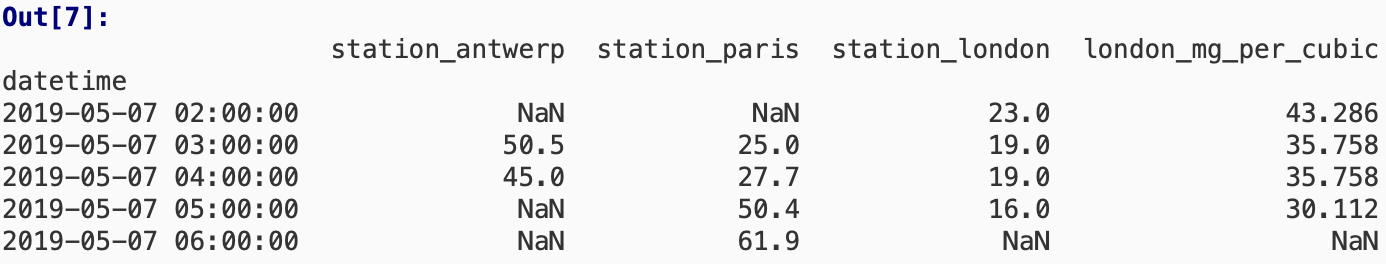 Out[7]:
station_antwerp station_paris station_london london_mg_per_cubic
datetime
2019-05-07 02:00:00 NaN NaN 23.0 43.286
2019-05-07 03:00:00 50.5 25.0 19.0 35.758
2019-05-07 04:00:00 45.0 27.7 19.0 35.758
2019-05-07 05:00:00 NaN 50.4 16.0 30.112
2019-05-07 06:00:00 NaN 61.9 NaN NaN